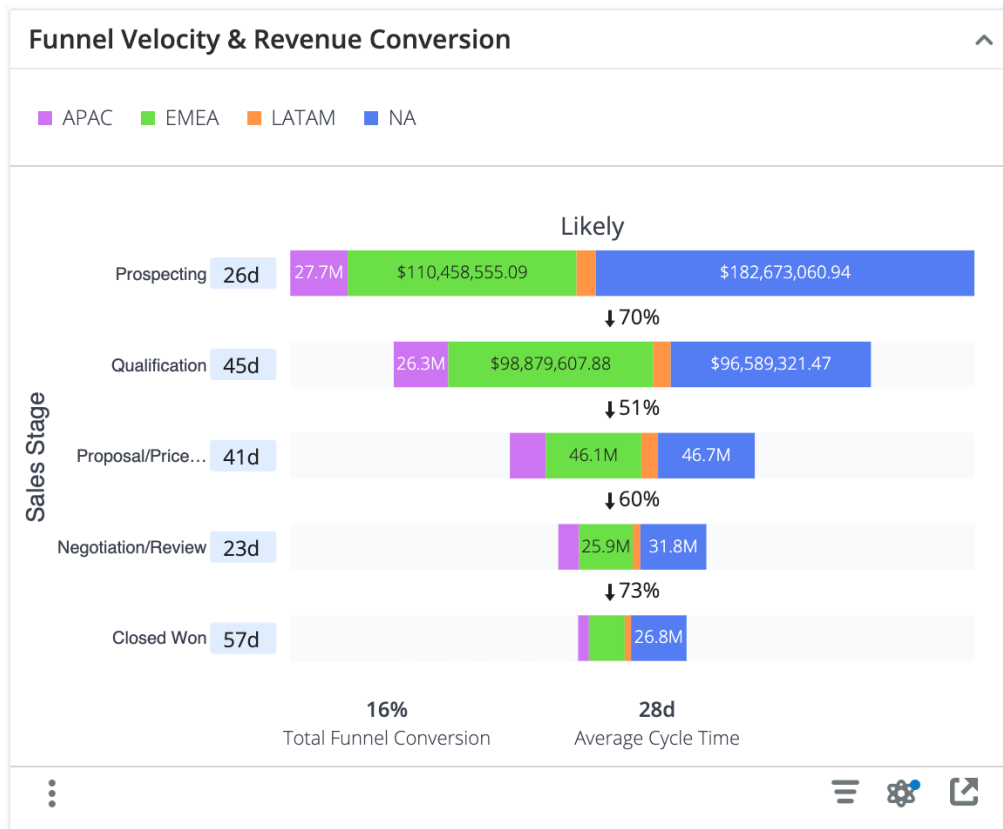 Funnel Velocity & Revenue Conversion
APAC EMEA LATAM NA
Likely
Sales Stage
Prospecting 26d 27.7M $110,458,555.09 $182,673,060.94
70%
Qualification 45d 26.3M $98,879,607.88 $96,589,321.47
51%
Proposal/Price... 41d 46.1M 46.7M
60%
Negotiation/Review 23d 25.9M 31.8M
73%
Closed Won 57d 26.8M
16% 28d
Total Funnel Conversion Average Cycle Time